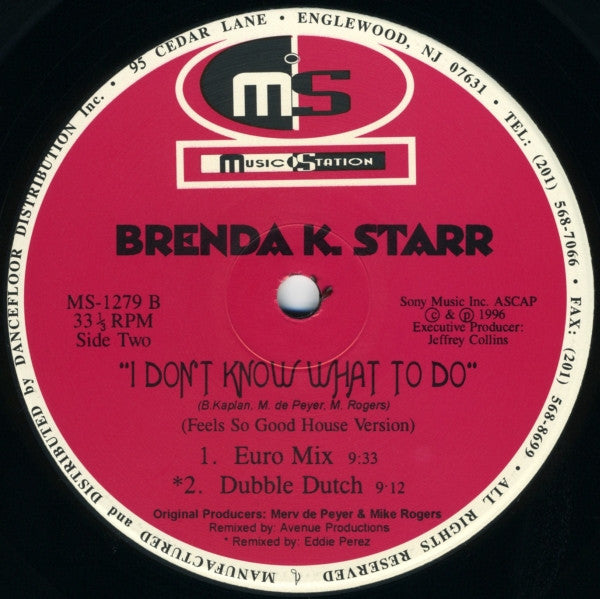 MANUFACTURED and DISTRIBUTED by DANCEFLOOR DISTRIBUTION Inc. · 95 CEDAR LANE · ENGLEWOOD, NJ 07631 · TEL: (201) 568-7066 · FAX: (201) 568-8699 · ALL RIGHTS RESERVED ·
MS
MUSIC STATION
BRENDA K. STARR
MS-1279 B
33 1/3 RPM
Side Two
Sony Music Inc. ASCAP
© & ℗ 1996
Executive Producer:
Jeffrey Collins
"I DON'T KNOW WHAT TO DO"
(B.Kaplan, M. de Peyer, M. Rogers)
(Feels So Good House Version)
1. Euro Mix 9:33
*2. Dubble Dutch 9:12
Original Producers: Merv de Peyer & Mike Rogers
Remixed by: Avenue Productions
* Remixed by: Eddie Perez